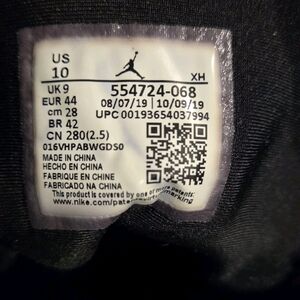 US
10
XH
UK 9
EUR 44
cm 28
BR 42
CN 280(2.5)
554724-068
08/07/19 | 10/09/19
UPC 00193654037994
016VHPABWGDS0
MADE IN CHINA
HECHO EN CHINA
FABRIQUE EN CHINE
FABRICADO NA CHINA
This product is covered by one of more patents:
www.nike.com/patentmarking